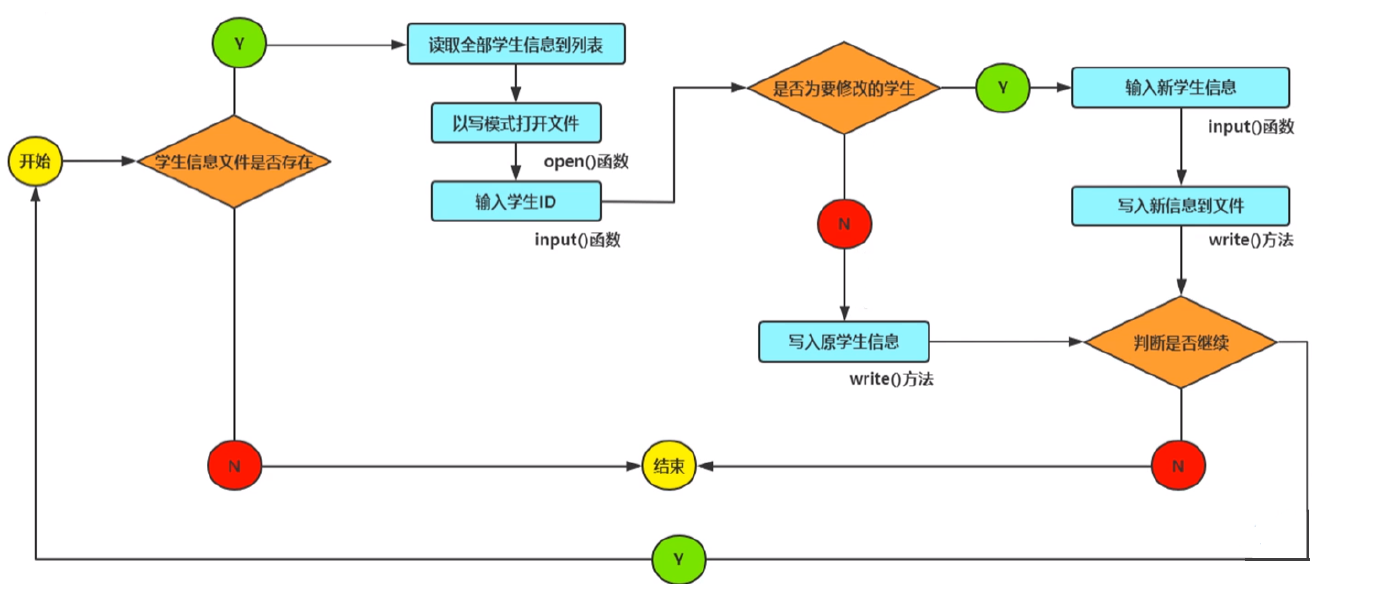 开始
学生信息文件是否存在
Y
读取全部学生信息到列表
以写模式打开文件
open()函数
输入学生ID
input()函数
是否为要修改的学生
Y
输入新学生信息
input()函数
写入新信息到文件
write()方法
N
写入原学生信息
write()方法
判断是否继续
N
结束
N
Y